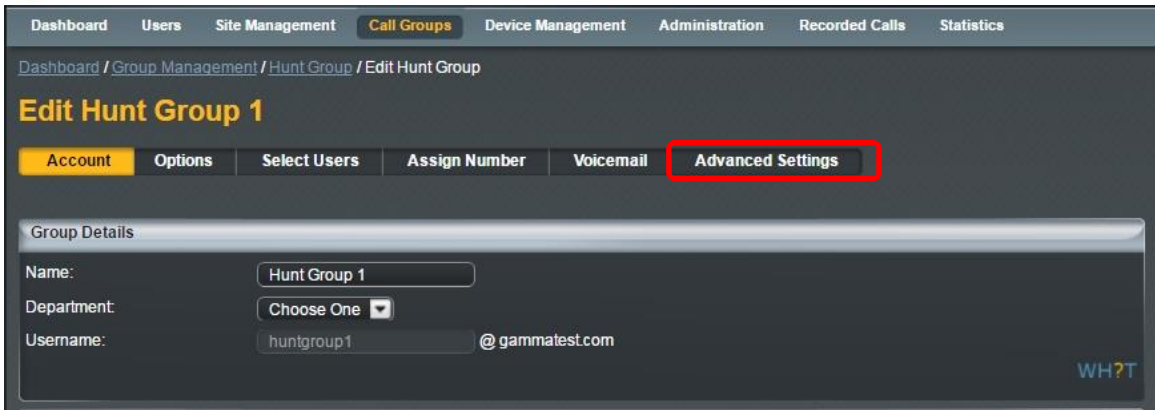 Dashboard Users Site Management Call Groups Device Management Administration Recorded Calls Statistics
Dashboard / Group Management / Hunt Group / Edit Hunt Group
Edit Hunt Group 1
Account Options Select Users Assign Number Voicemail Advanced Settings
Group Details
Name: Hunt Group 1
Department: Choose One
Username: huntgroup1 @ gammatest.com
WH?T